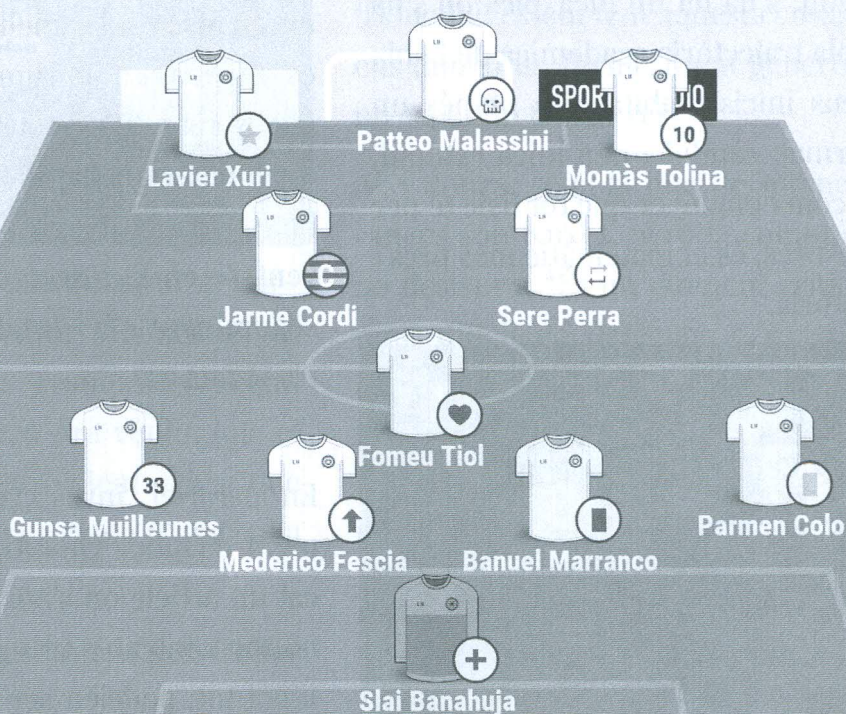 SPORT
Patteo Malassini
10
Lavier Xuri
Momàs Tolina
C
Jarme Cordi
Sere Perra
Fomeu Tiol
33
Gunsa Muilleumes
Parmen Colo
Mederico Fescia
Banuel Marranco
Slai Banahuja